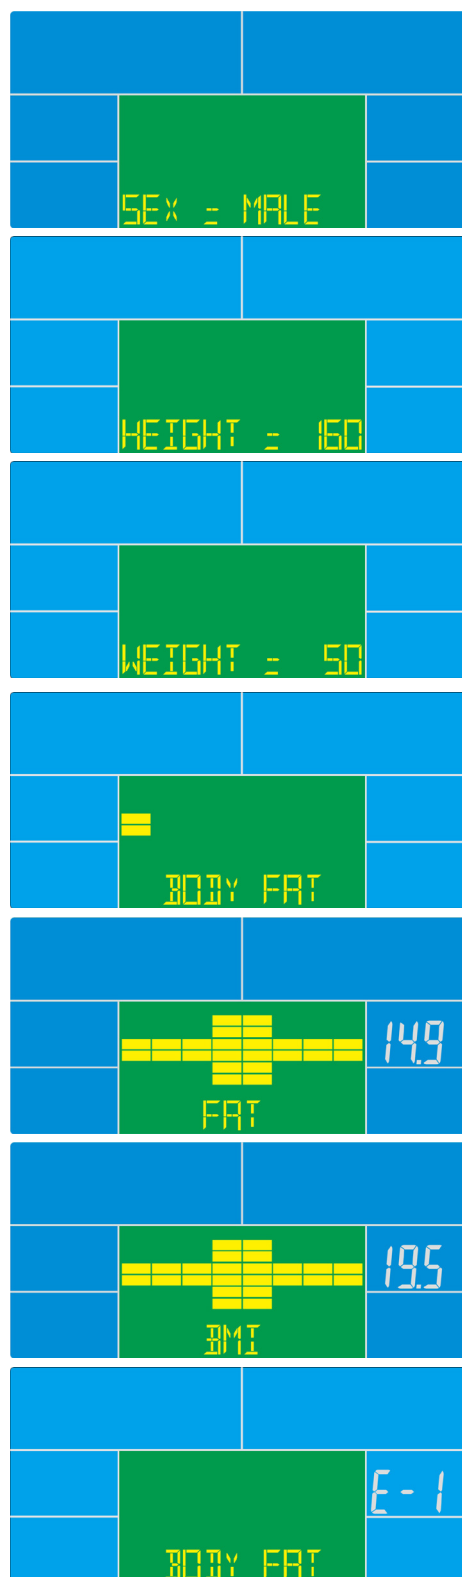 SEX = MALE
HEIGHT = 160
WEIGHT = 50
BODY FAT
14.9
FAT
19.5
BMI
E-1
BODY FAT